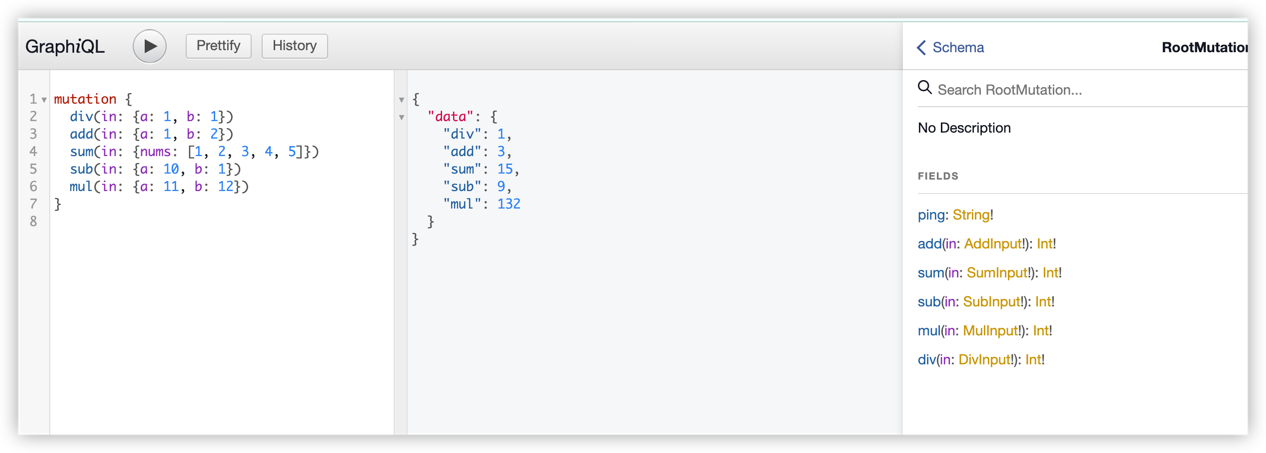 GraphiQL
Prettify
History
1 mutation {
2 div(in: {a: 1, b: 1})
3 add(in: {a: 1, b: 2})
4 sum(in: {nums: [1, 2, 3, 4, 5]})
5 sub(in: {a: 10, b: 1})
6 mul(in: {a: 11, b: 12})
7 }
8
{
"data": {
"div": 1,
"add": 3,
"sum": 15,
"sub": 9,
"mul": 132
}
}
Schema
RootMutation
Search RootMutation...
No Description
FIELDS
ping: String!
add(in: AddInput!): Int!
sum(in: SumInput!): Int!
sub(in: SubInput!): Int!
mul(in: MulInput!): Int!
div(in: DivInput!): Int!